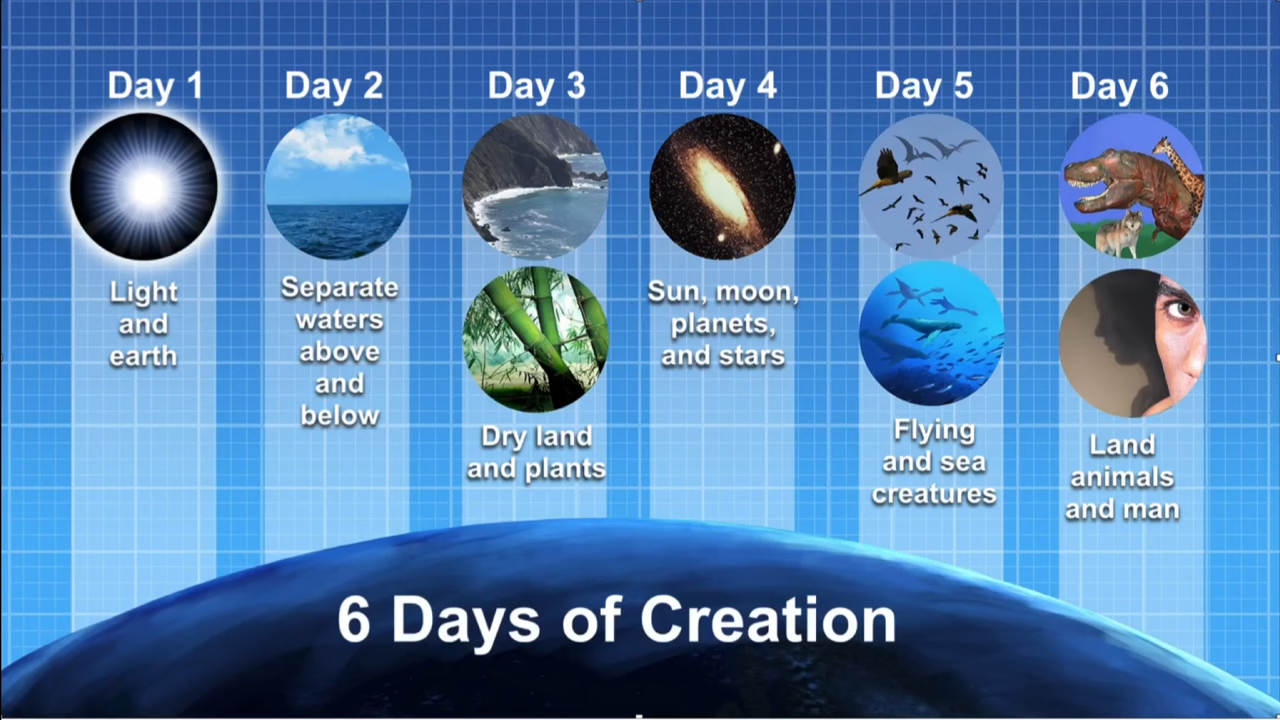 Day 1
Light
and
earth
Day 2
Separate
waters
above
and
below
Day 3
Dry land
and plants
Day 4
Sun, moon,
planets,
and stars
Day 5
Flying
and sea
creatures
Day 6
Land
animals
and man
6 Days of Creation